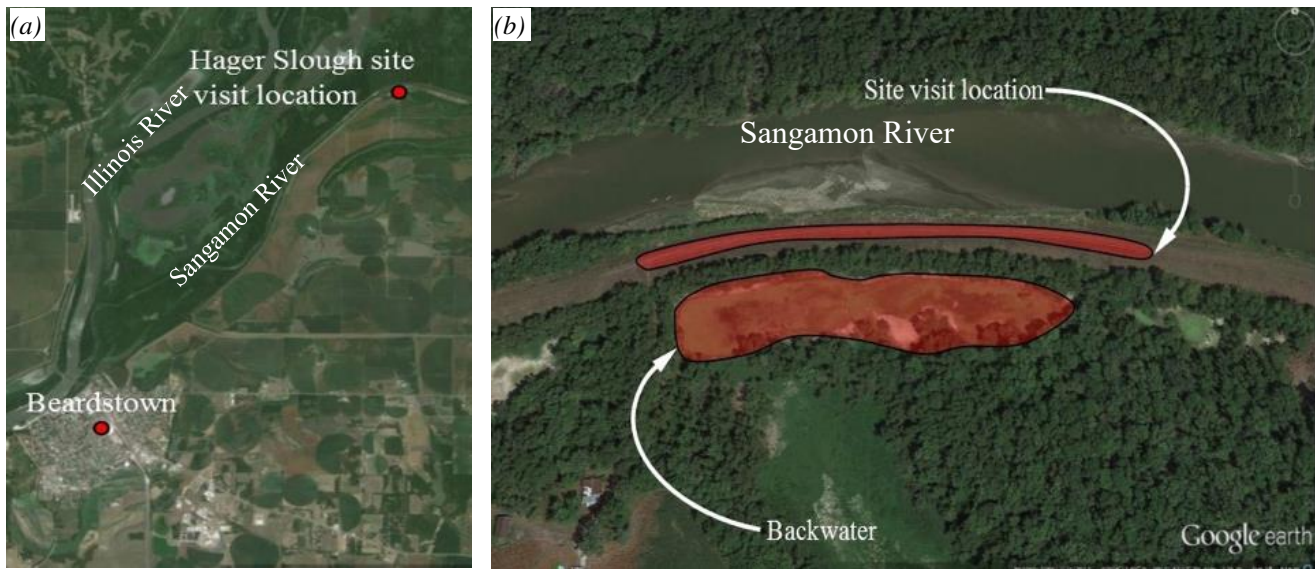 (a)
Hager Slough site
visit location
Illinois River
Sangamon River
Beardstown
(b)
Site visit location
Sangamon River
Backwater
Google earth